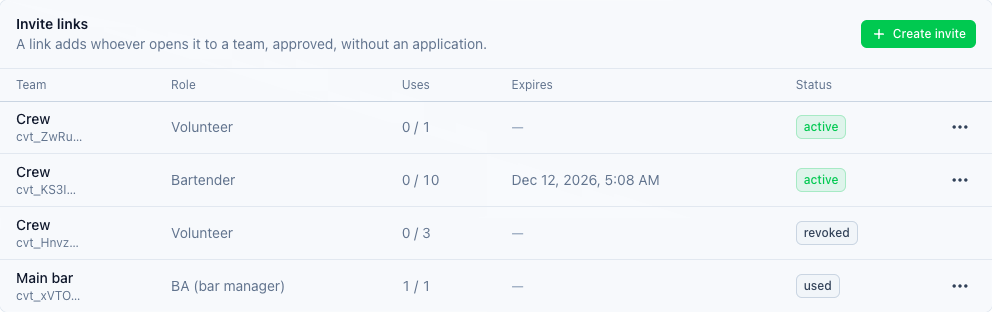 Invite links
A link adds whoever opens it to a team, approved, without an application.
+ Create invite
Team Role Uses Expires Status
Crew
cvt_ZwRu...
Volunteer 0 / 1 — active
Crew
cvt_KS3I...
Bartender 0 / 10 Dec 12, 2026, 5:08 AM active
Crew
cvt_Hnvz...
Volunteer 0 / 3 — revoked
Main bar
cvt_xVTO...
BA (bar manager) 1 / 1 — used